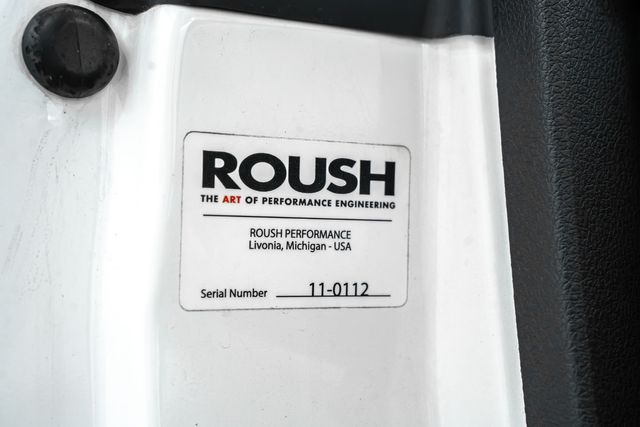 ROUSH
THE ART OF PERFORMANCE ENGINEERING
ROUSH PERFORMANCE
Livonia, Michigan - USA
Serial Number 11-0112